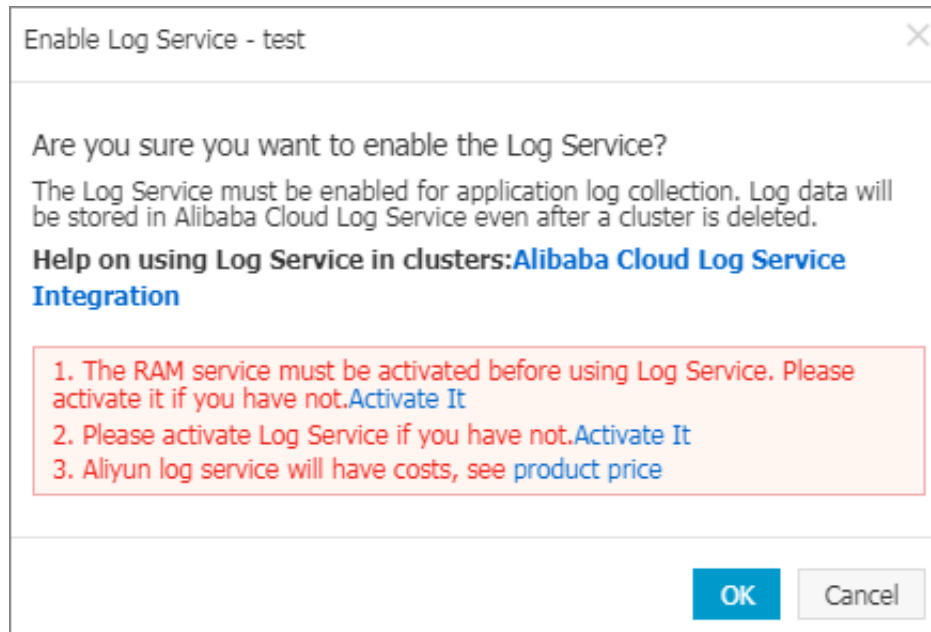 Enable Log Service - test
Are you sure you want to enable the Log Service?
The Log Service must be enabled for application log collection. Log data will
be stored in Alibaba Cloud Log Service even after a cluster is deleted.
Help on using Log Service in clusters:Alibaba Cloud Log Service
Integration
1. The RAM service must be activated before using Log Service. Please
activate it if you have not.Activate It
2. Please activate Log Service if you have not.Activate It
3. Aliyun log service will have costs, see product price
OK
Cancel